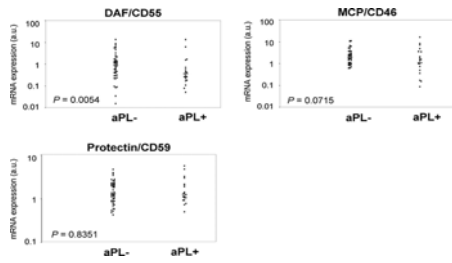 DAF/CD55
mRNA expression (a.u.)
100
10
1
0.1
0.01
P = 0.0054
aPL-
aPL+
MCP/CD46
mRNA expression (a.u.)
100
10
1
0.1
0.01
P = 0.0715
aPL-
aPL+
Protectin/CD59
mRNA expression (a.u.)
10
1
0.1
P = 0.8351
aPL-
aPL+